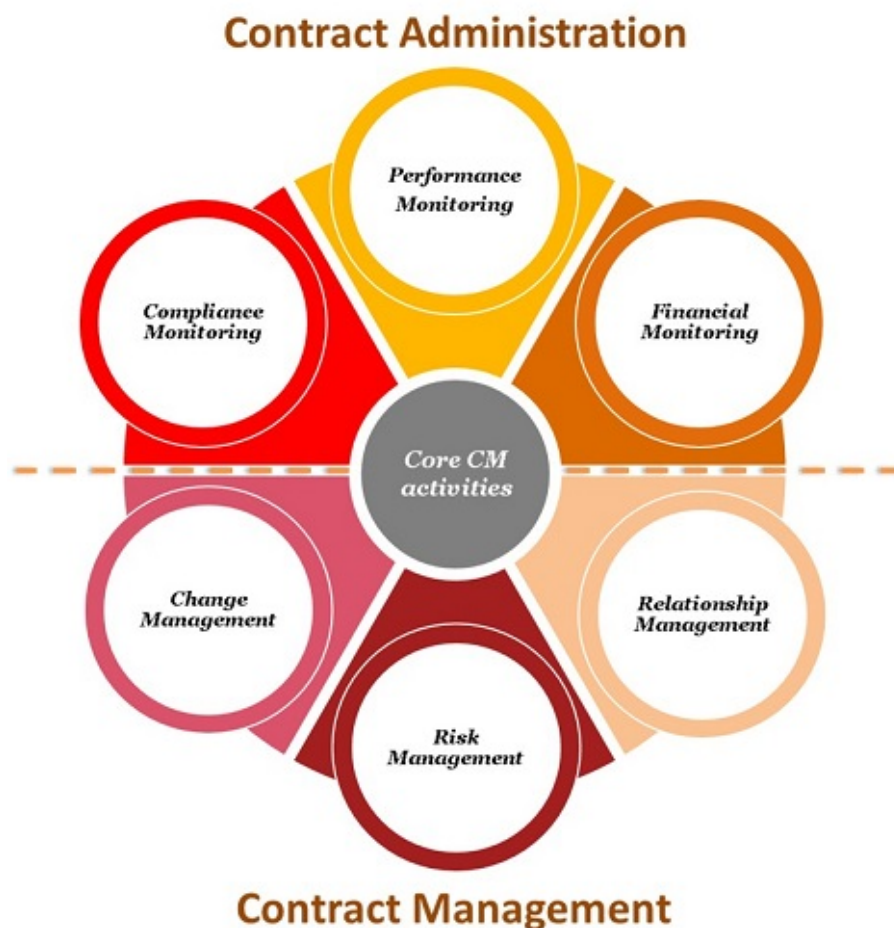 Contract Administration
Performance
Monitoring
Compliance
Monitoring
Financial
Monitoring
Core CM
activities
Change
Management
Relationship
Management
Risk
Management
Contract Management